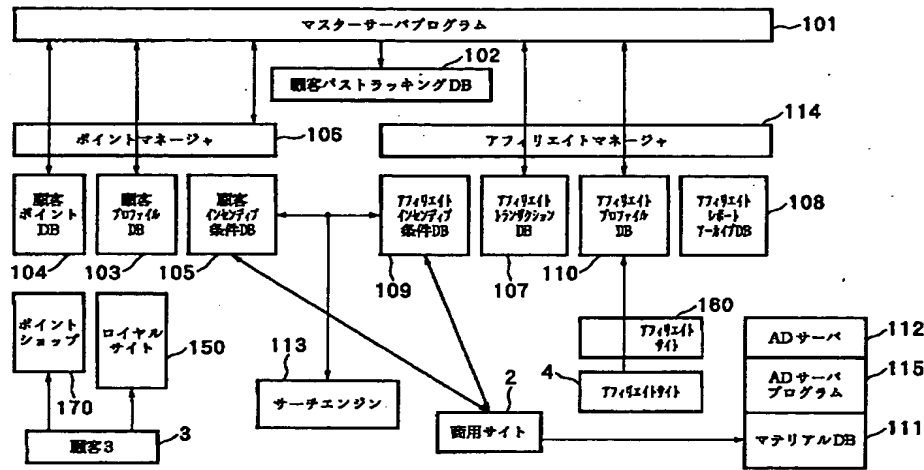 マスターサーバプログラム
101
102
顧客パストラッキングDB
114
ポイントマネージャ
106
アフィリエイトマネージャ
顧客
ポイント
DB
顧客
プロファイル
DB
顧客
インセンティブ
条件DB
アフィリエイト
インセンティブ
条件DB
アフィリエイト
トランザクション
DB
アフィリエイト
プロファイル
DB
アフィリエイト
レポート
アーカイブDB
108
104
103
105
109
107
110
ポイント
ショップ
ロイヤル
サイト
150
170
160
アフィリエイト
サイト
ADサーバ
112
113
サーチエンジン
4
アフィリエイトサイト
ADサーバ
プログラム
115
2
商用サイト
マテリアルDB
111
顧客3
3